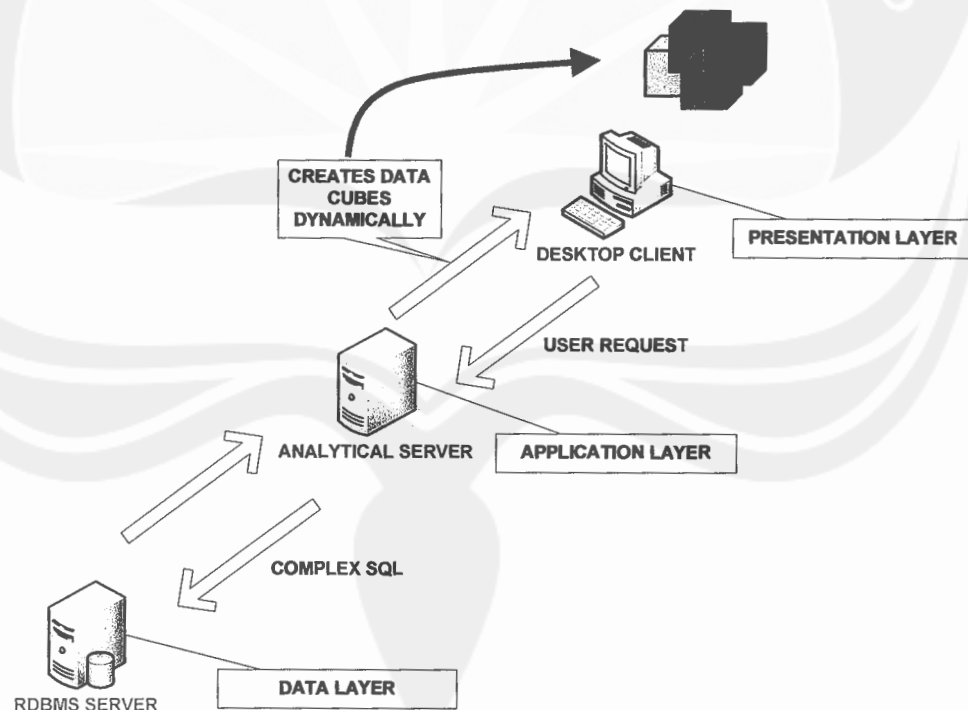 CREATES DATA
CUBES
DYNAMICALLY
DESKTOP CLIENT
PRESENTATION LAYER
USER REQUEST
ANALYTICAL SERVER
APPLICATION LAYER
COMPLEX SQL
DATA LAYER
RDBMS SERVER